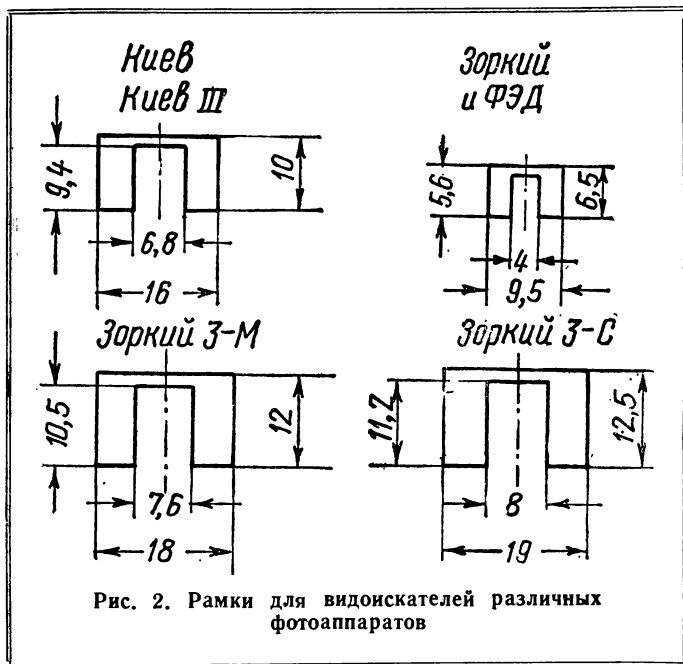 Киев
Киев III
9,4
10
6,8
16
Зоркий
и ФЭД
5,6
6,5
4
9,5
Зоркий 3-М
10,5
12
7,6
18
Зоркий 3-С
11,2
12,5
8
19
Рис. 2. Рамки для видоискателей различных
фотоаппаратов